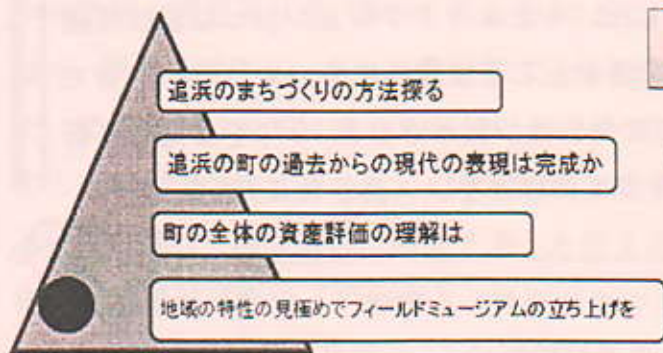 追浜のまちづくりの方法探る
追浜の町の過去からの現代の表現は完成か
町の全体の資産評価の理解は
地域の特性の見極めでフィールドミュージアムの立ち上げを